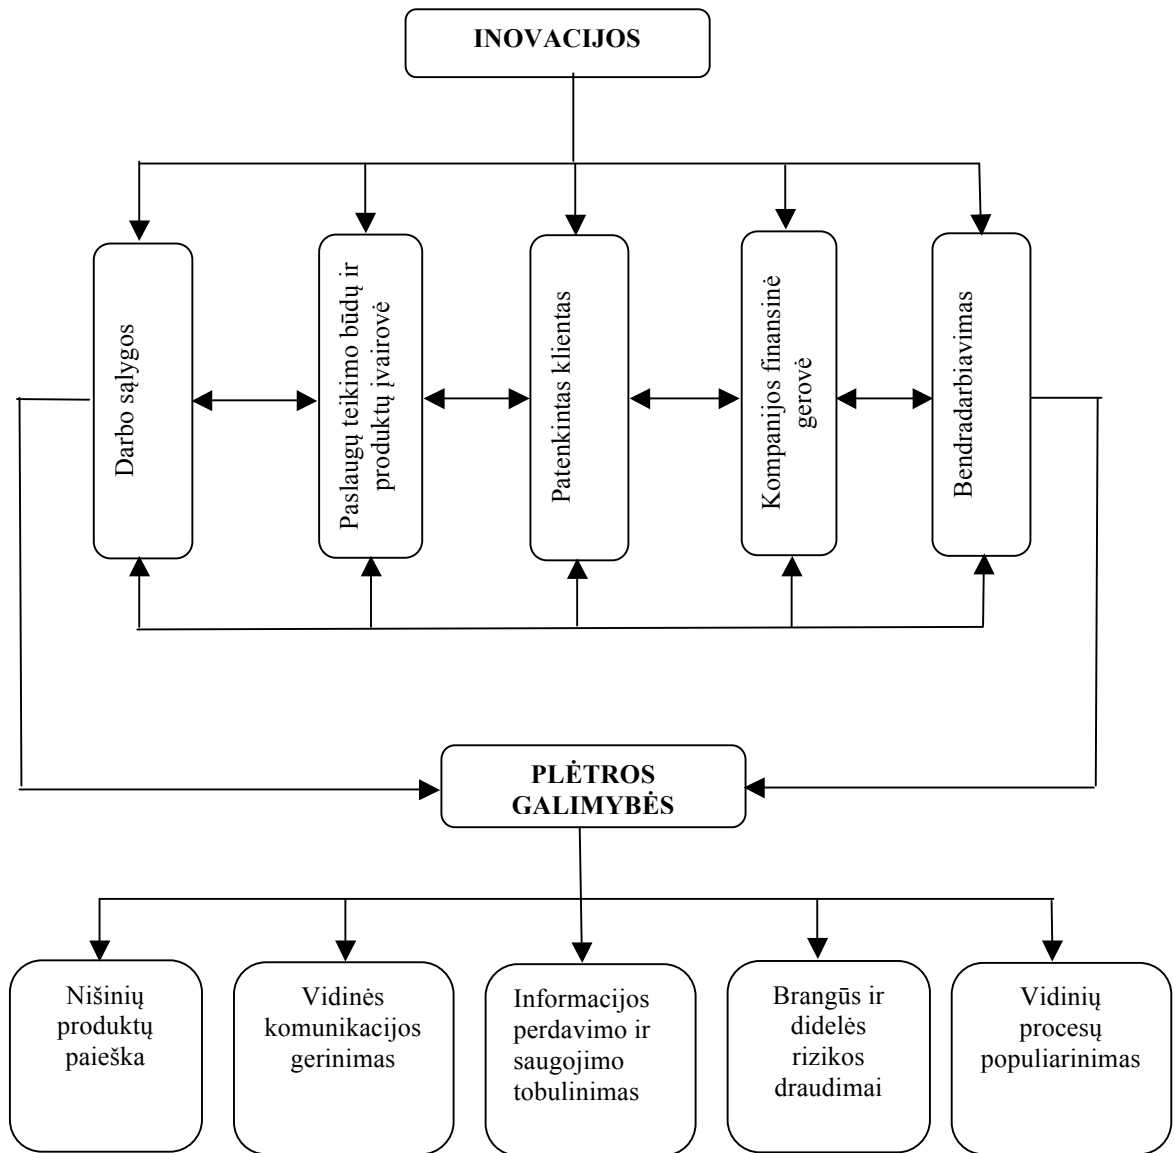 INOVACIJOS
Darbo sąlygos
Paslaugų teikimo būdų ir
produktų įvairovė
Patenkintas klientas
Kompanijos finansinė
gerovė
Bendradarbiavimas
PLĖTROS
GALIMYBĖS
Nišinių
produktų
paieška
Vidinės
komunikacijos
gerinimas
Informacijos
perdavimo ir
saugojimo
tobulinimas
Brangūs ir
didelės
rizikos
draudimai
Vidinių
procesų
populiarinimas